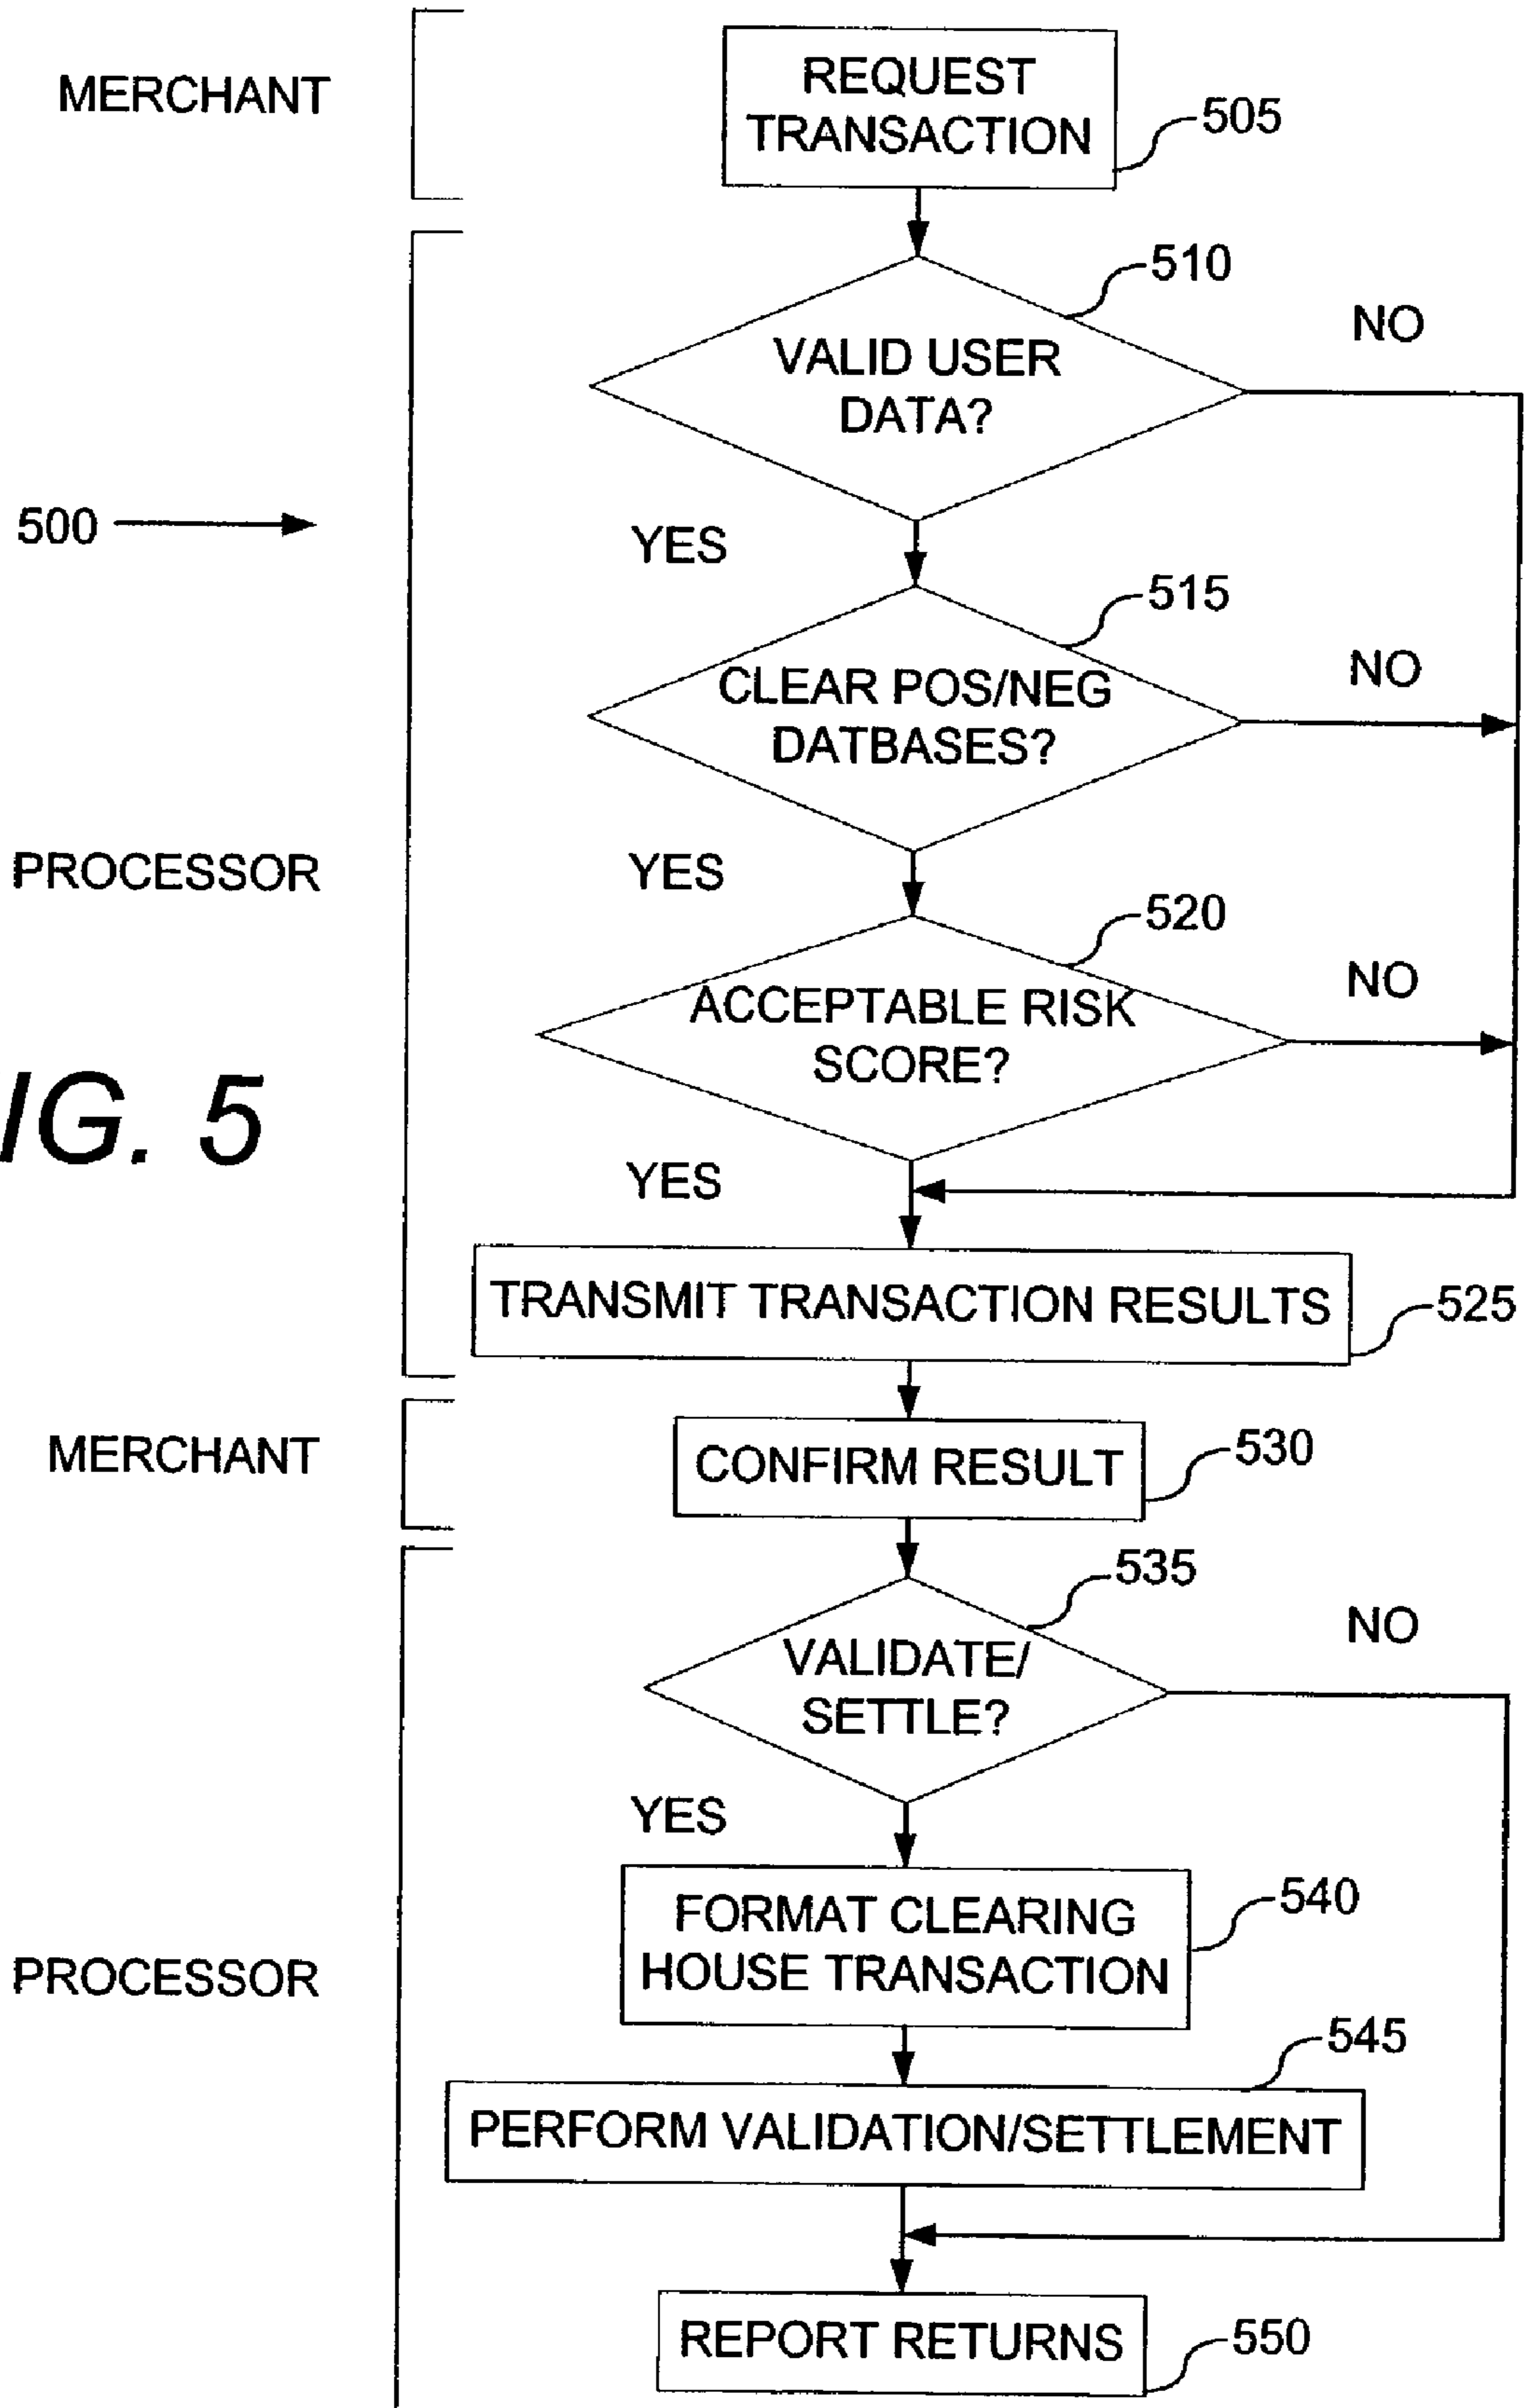 MERCHANT
REQUEST
TRANSACTION
505
510
VALID USER
DATA?
NO
500
YES
515
CLEAR POS/NEG
DATBASES?
NO
PROCESSOR
YES
520
ACCEPTABLE RISK
SCORE?
NO
IG. 5
YES
TRANSMIT TRANSACTION RESULTS
525
MERCHANT
CONFIRM RESULT
530
535
VALIDATE/
SETTLE?
NO
YES
FORMAT CLEARING
HOUSE TRANSACTION
540
PROCESSOR
545
PERFORM VALIDATION/SETTLEMENT
REPORT RETURNS
550